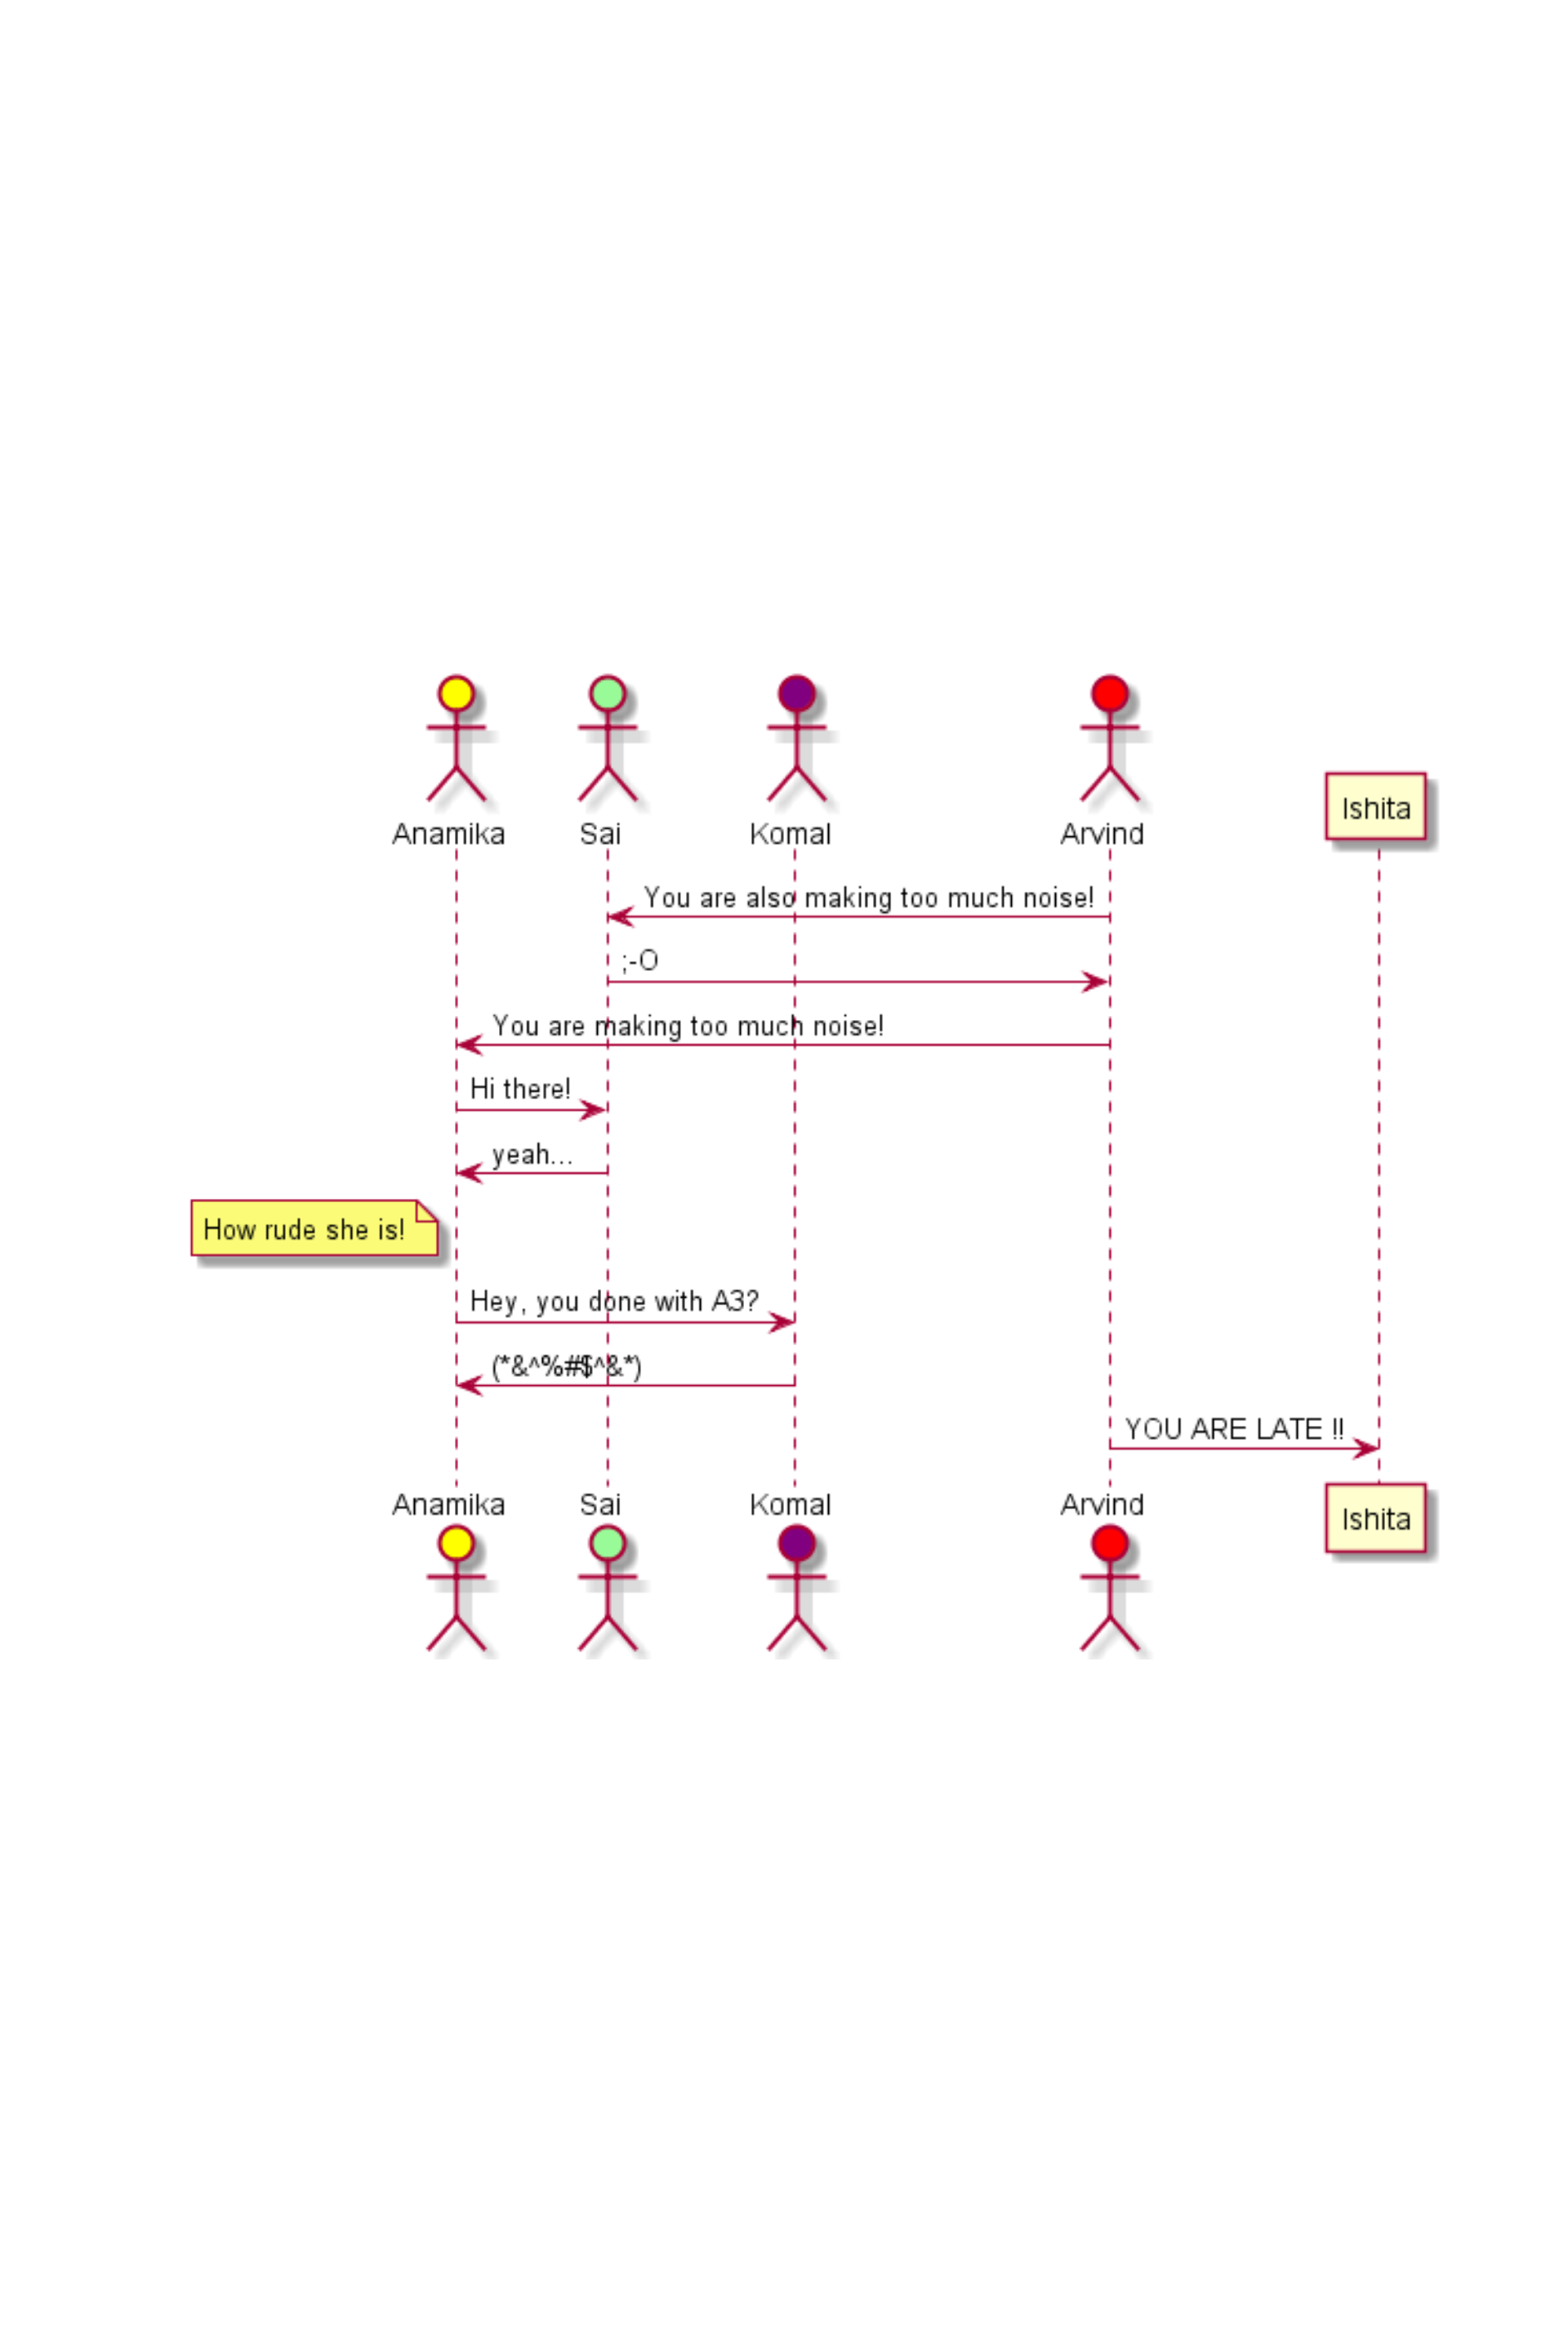 Anamika
Sai
Komal
Arvind
Ishita
You are also making too much noise!
;-O
You are making too much noise!
Hi there!
yeah...
How rude she is!
Hey, you done with A3?
(*&^%#$^&*)
YOU ARE LATE !!
Anamika
Sai
Komal
Arvind
Ishita